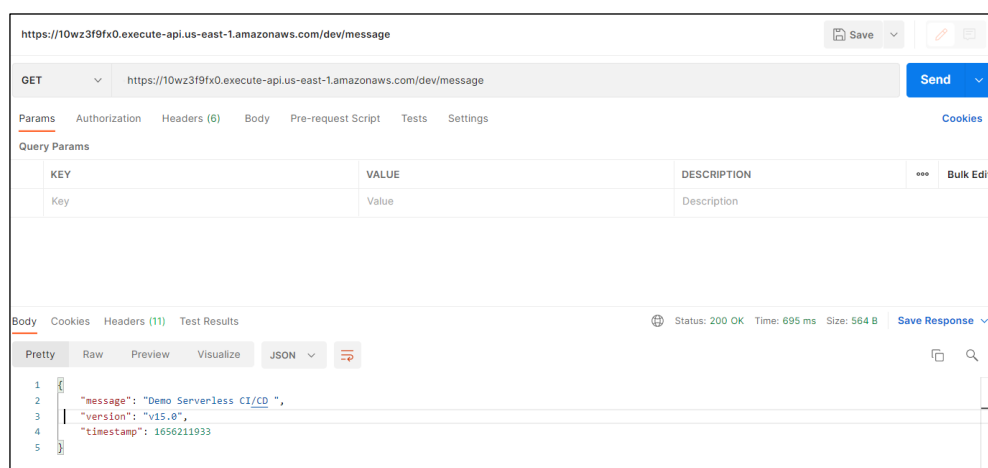 https://10wz3f9fx0.execute-api.us-east-1.amazonaws.com/dev/message Save
GET https://10wz3f9fx0.execute-api.us-east-1.amazonaws.com/dev/message Send
Params Authorization Headers (6) Body Pre-request Script Tests Settings Cookies
Query Params
KEY VALUE DESCRIPTION ooo Bulk Edi
Key Value Description
Body Cookies Headers (11) Test Results Status: 200 OK Time: 695 ms Size: 564 B Save Response
Pretty Raw Preview Visualize JSON
1 {
2 "message": "Demo Serverless CI/CD ",
3 "version": "v15.0",
4 "timestamp": 1656211933
5 }